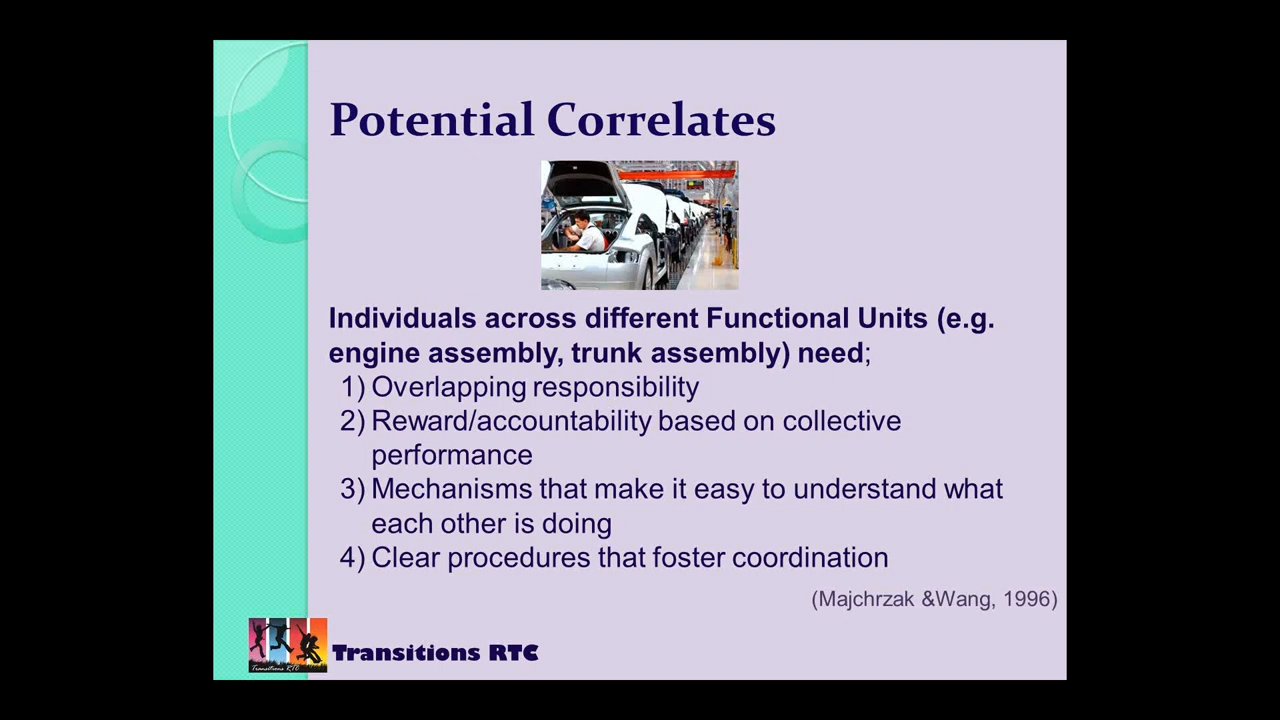 Potential Correlates
Individuals across different Functional Units (e.g.
engine assembly, trunk assembly) need;
1) Overlapping responsibility
2) Reward/accountability based on collective
performance
3) Mechanisms that make it easy to understand what
each other is doing
4) Clear procedures that foster coordination
(Majchrzak &Wang, 1996)
Transitions RTC
Transitions RTC